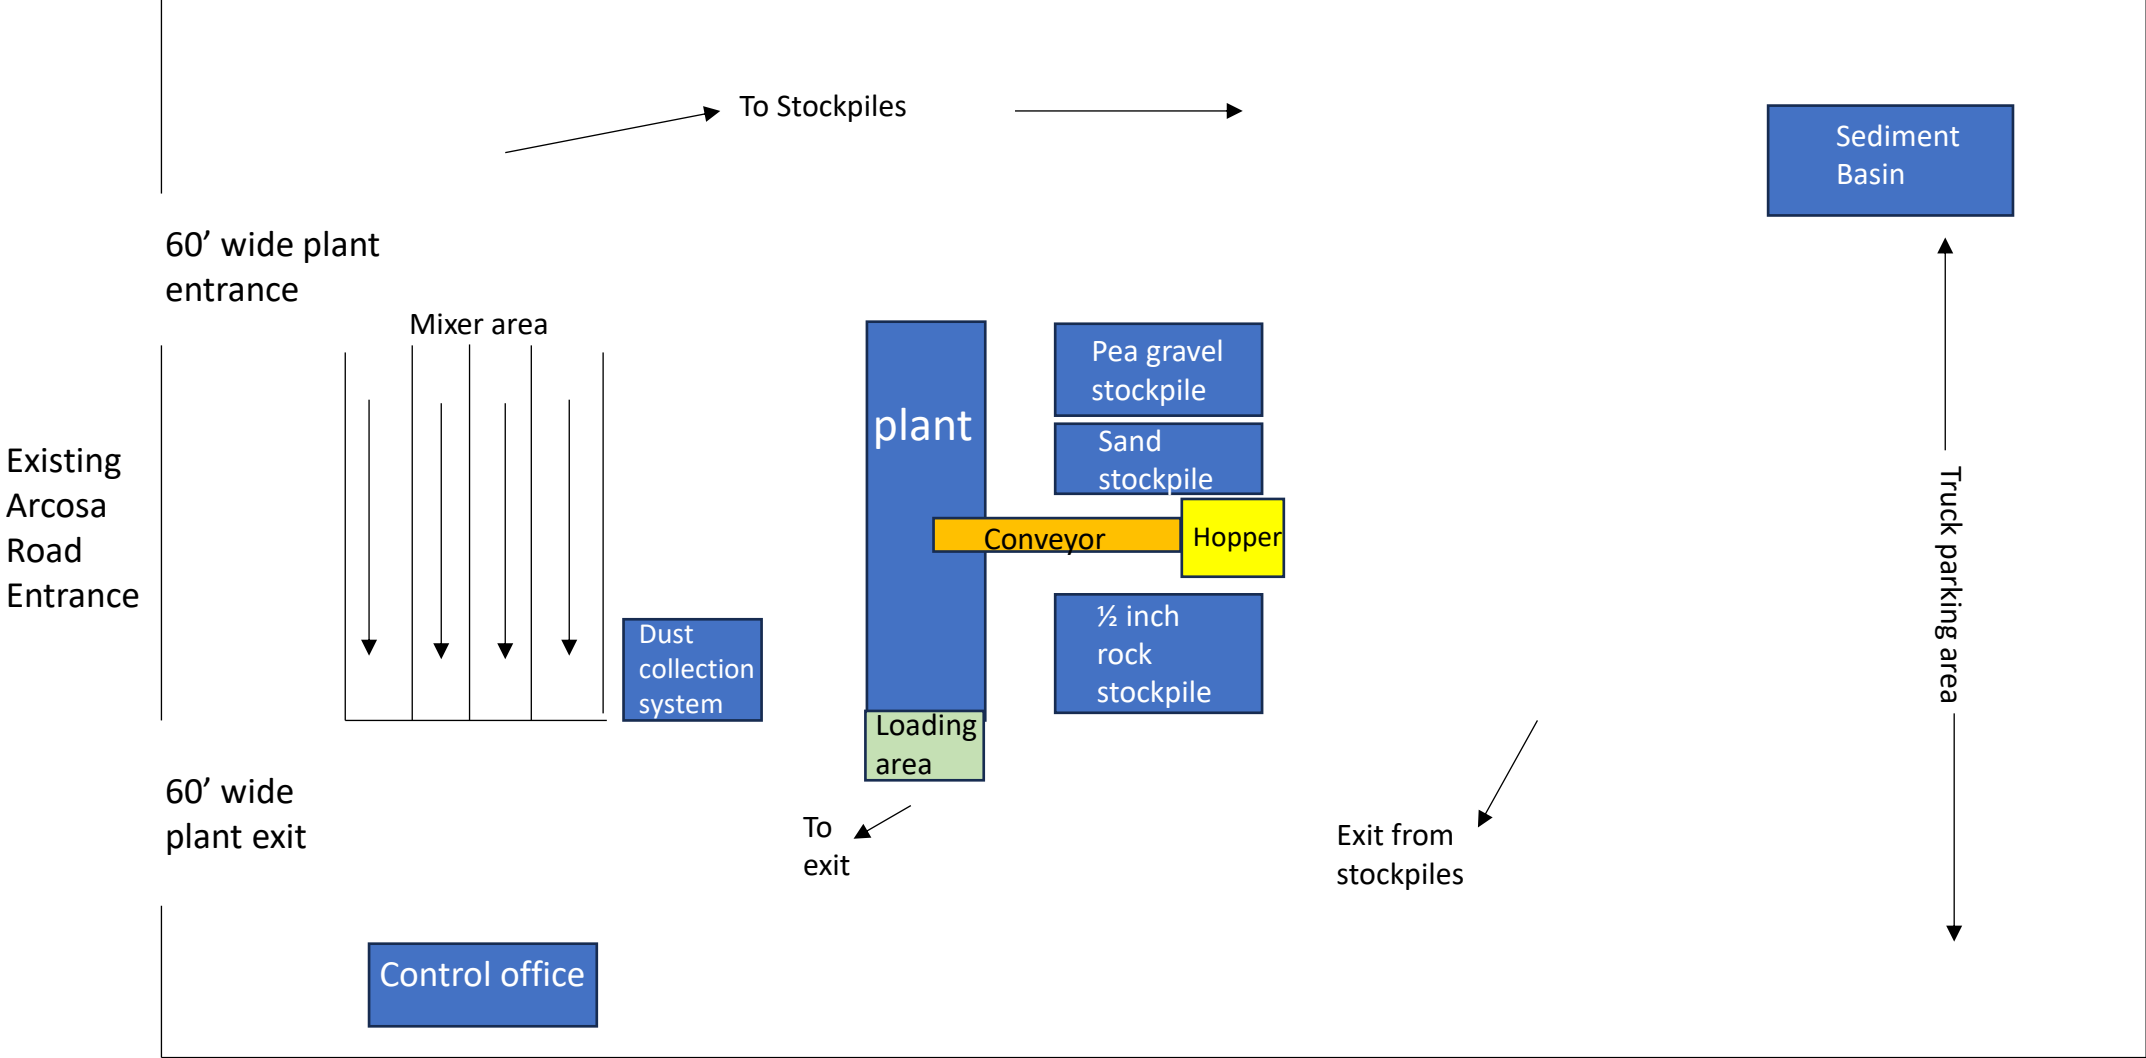 To Stockpiles
Sediment
Basin
60’ wide plant
entrance
Mixer area
Existing
Arcosa
Road
Entrance
plant
Pea gravel
stockpile
Sand
stockpile
Conveyor
Hopper
½ inch
rock
stockpile
Dust
collection
system
Loading
area
Truck parking area
60’ wide
plant exit
To
exit
Exit from
stockpiles
Control office